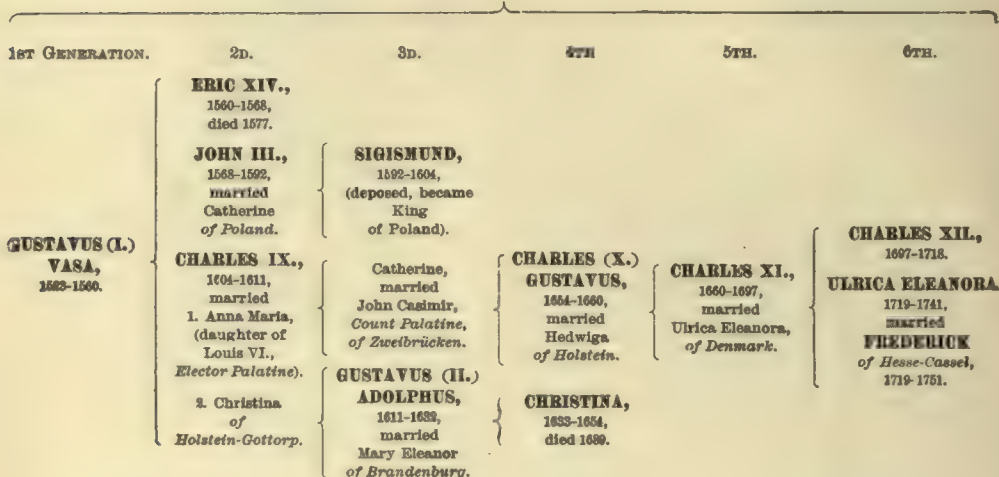 1ST GENERATION. 2D. 3D. 4TH 5TH. 6TH.
GUSTAVUS (I.)
VASA,
1523-1560.
ERIC XIV.,
1560-1568,
died 1577.
JOHN III.,
1568-1592,
married
Catherine
of Poland.
CHARLES IX.,
1604-1611,
married
1. Anna Maria,
(daughter of
Louis VI.,
Elector Palatine).
2. Christina
of
Holstein-Gottorp.
SIGISMUND,
1592-1604,
(deposed, became
King
of Poland).
Catherine,
married
John Casimir,
Count Palatine,
of Zweibrücken.
GUSTAVUS (II.)
ADOLPHUS,
1611-1632,
married
Mary Eleanor
of Brandenburg.
CHARLES (X.)
GUSTAVUS,
1654-1660,
married
Hedwiga
of Holstein.
CHRISTINA,
1633-1654,
died 1689.
CHARLES XI.,
1660-1697,
married
Ulrica Eleanora,
of Denmark.
CHARLES XII.,
1697-1718.
ULRICA ELEANORA
1719-1741,
married
FREDERICK
of Hesse-Cassel,
1719-1751.